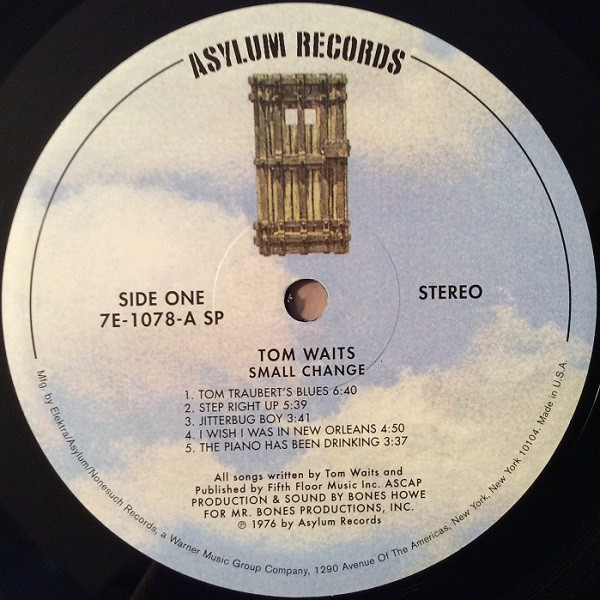 ASYLUM RECORDS
SIDE ONE
7E-1078-A SP
STEREO
TOM WAITS
SMALL CHANGE
1. TOM TRAUBERT'S BLUES 6:40
2. STEP RIGHT UP 5:39
3. JITTERBUG BOY 3:41
4. I WISH I WAS IN NEW ORLEANS 4:50
5. THE PIANO HAS BEEN DRINKING 3:37
All songs written by Tom Waits and
Published by Fifth Floor Music Inc. ASCAP
PRODUCTION & SOUND BY BONES HOWE
FOR MR. BONES PRODUCTIONS, INC.
℗ 1976 by Asylum Records
Mfg. by Elektra/Asylum/Nonesuch Records, a Warner Music Group Company, 1290 Avenue Of The Americas, New York, New York 10104. Made in U.S.A.